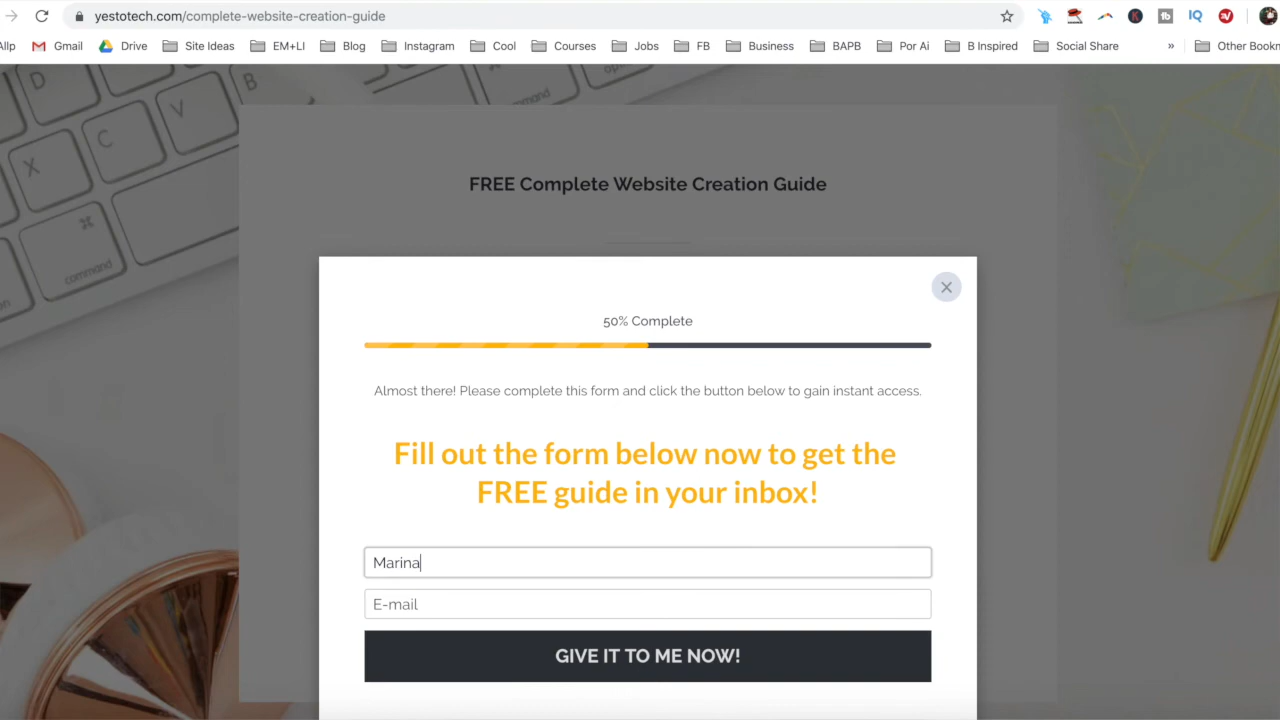 yestotech.com/complete-website-creation-guide
Gmail Drive Site Ideas EM+LI Blog Instagram Cool Courses Jobs FB Business BAPB Por Ai B Inspired Social Share » Other Bookm
FREE Complete Website Creation Guide
50% Complete
Almost there! Please complete this form and click the button below to gain instant access.
Fill out the form below now to get the
FREE guide in your inbox!
Marina
E-mail
GIVE IT TO ME NOW!
D
B
V
C
X
command
command